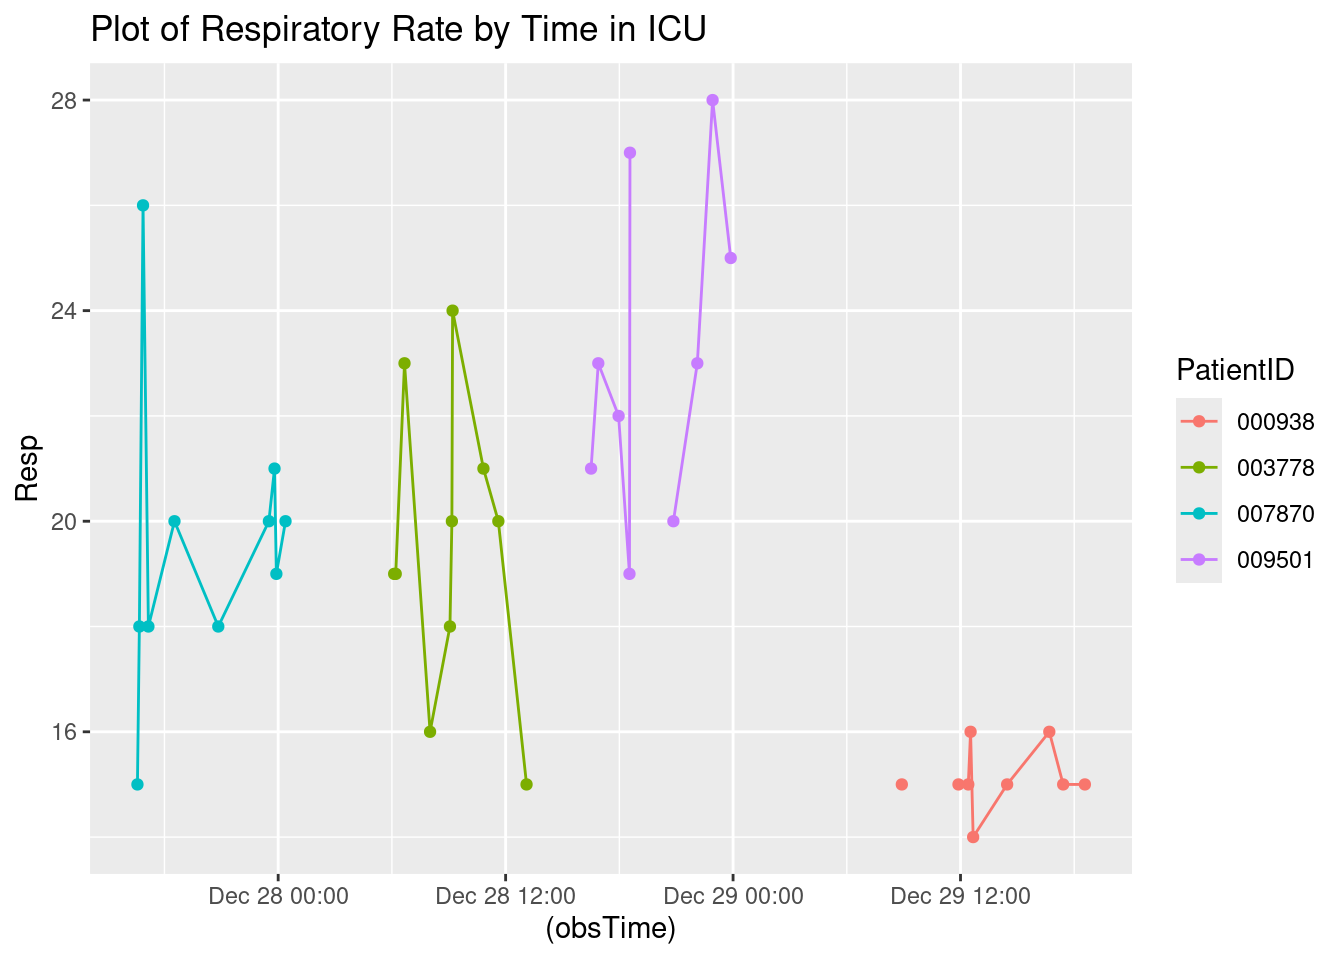 Plot of Respiratory Rate by Time in ICU
28
24
20
16
Resp
Dec 28 00:00
Dec 28 12:00
Dec 29 00:00
Dec 29 12:00
(obsTime)
PatientID
000938
003778
007870
009501